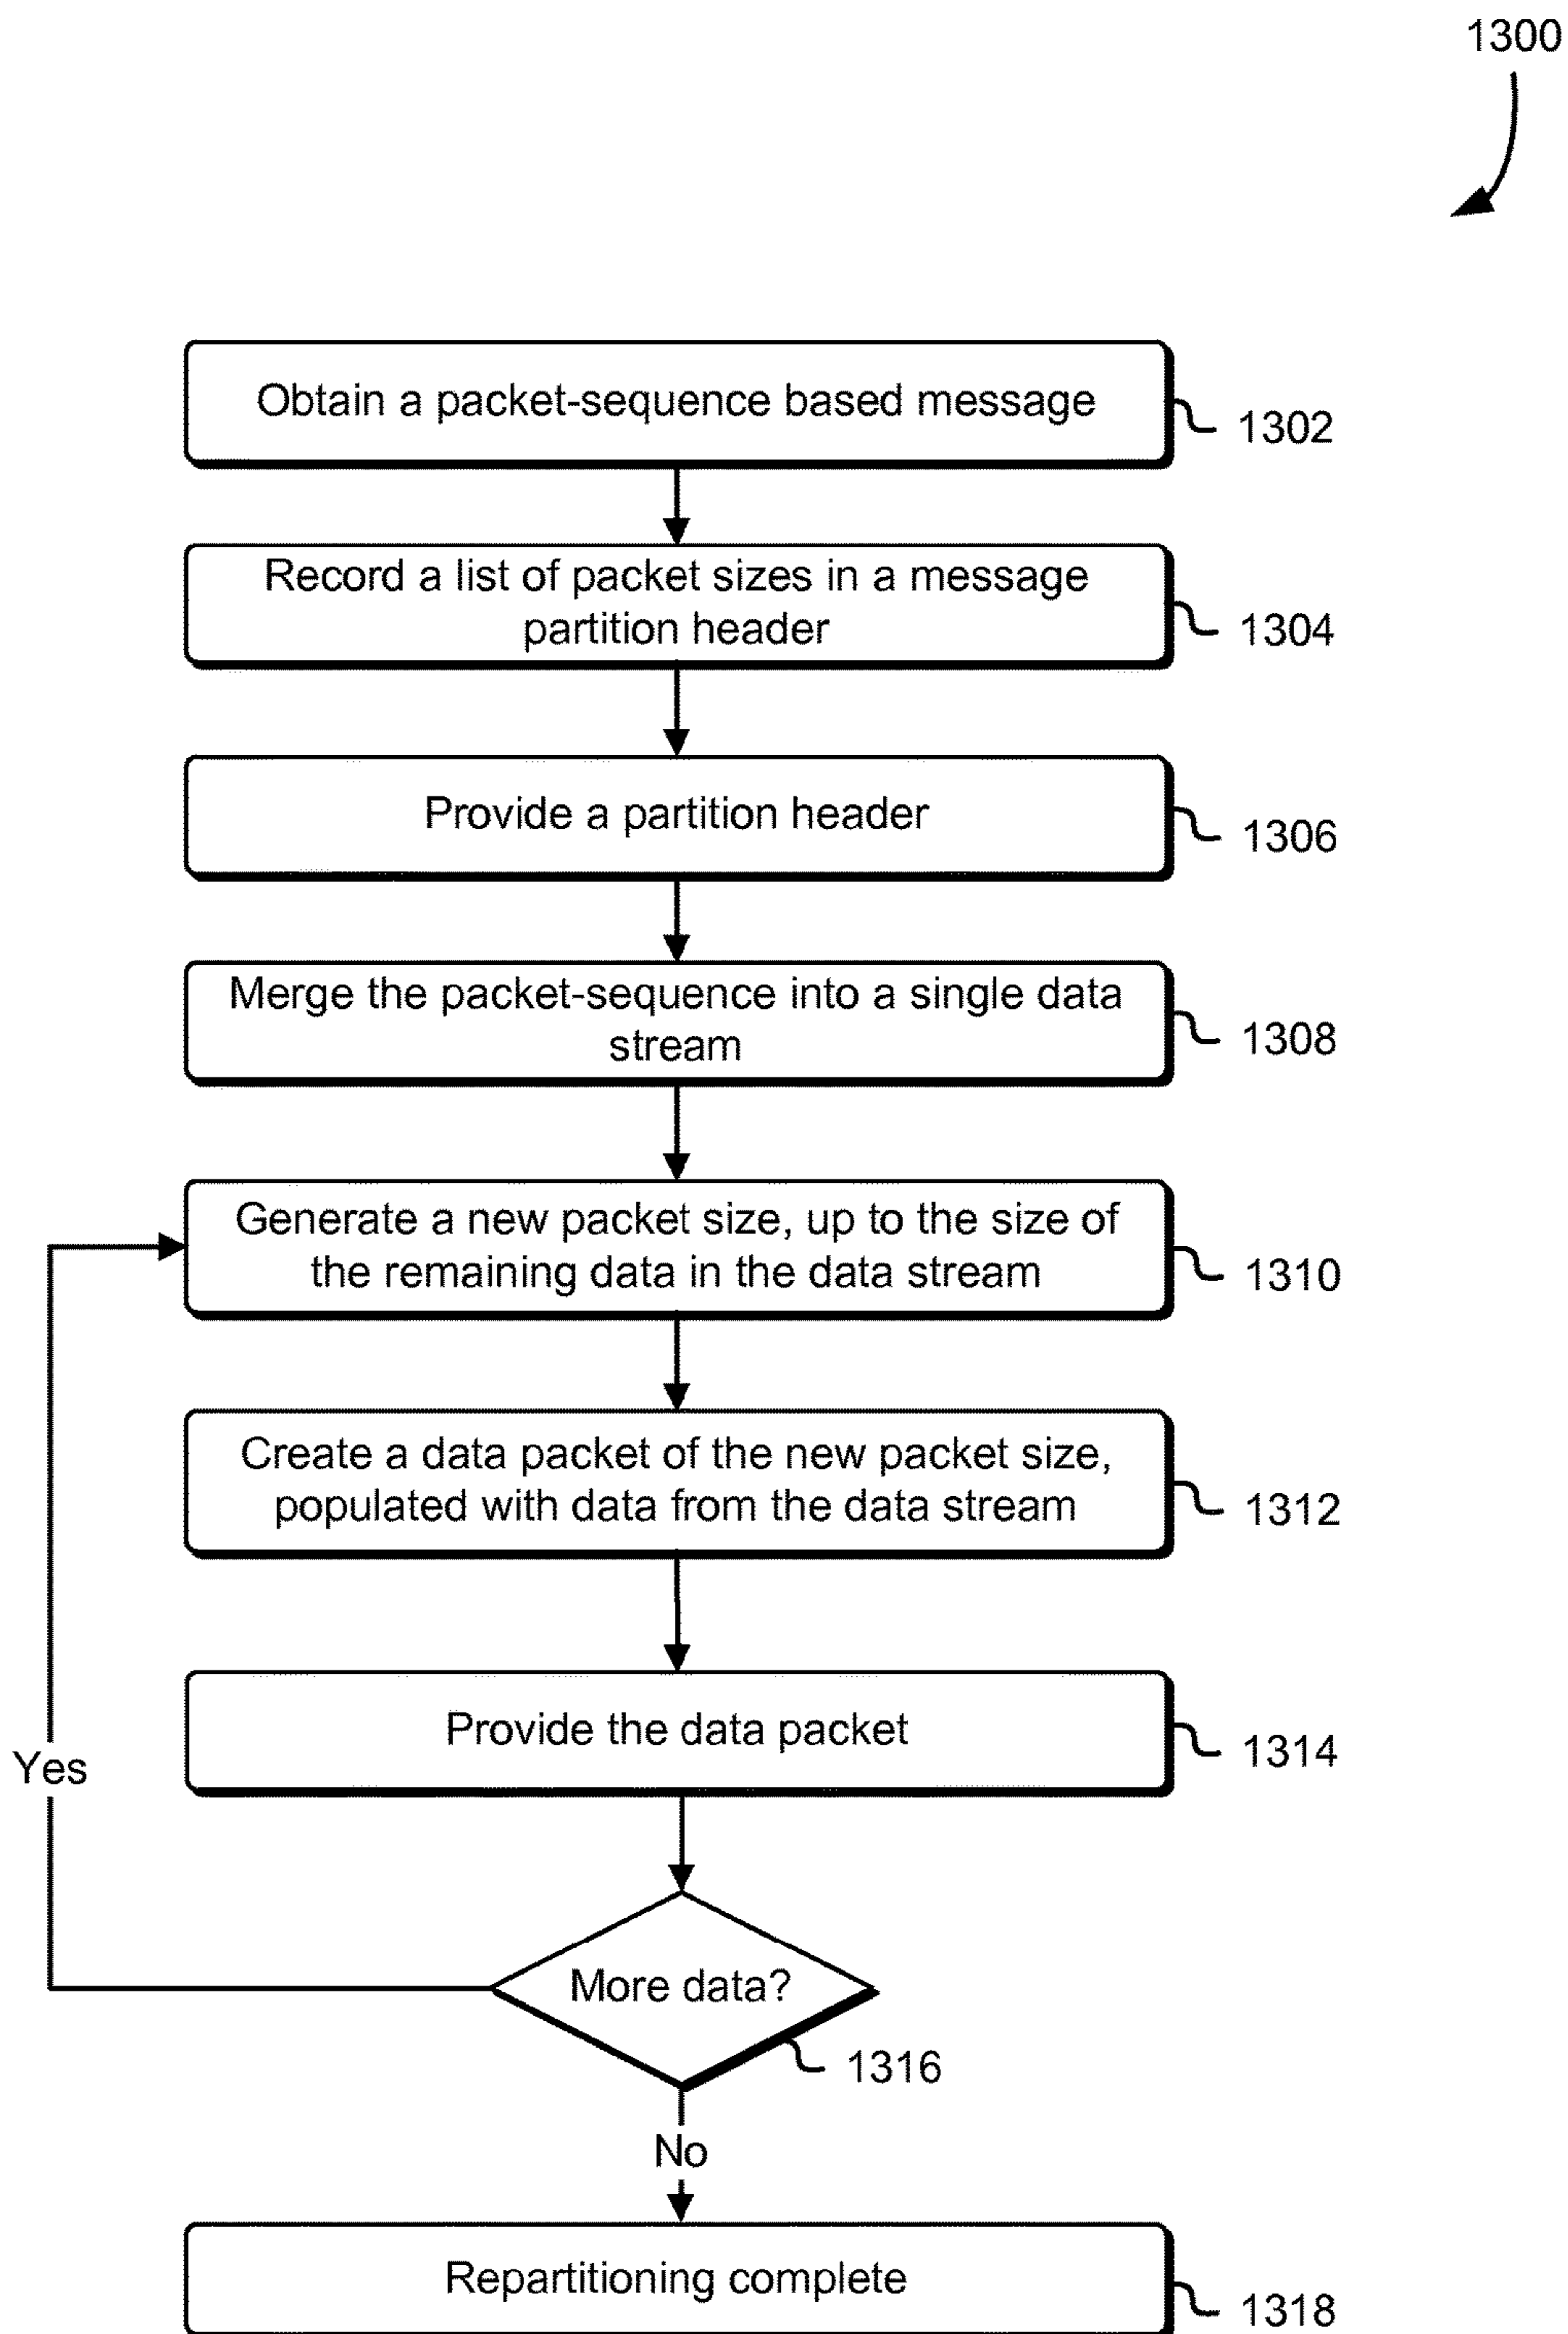 1300
Obtain a packet-sequence based message
1302
Record a list of packet sizes in a message
partition header
1304
Provide a partition header
1306
Merge the packet-sequence into a single data
stream
1308
Generate a new packet size, up to the size of
the remaining data in the data stream
1310
Create a data packet of the new packet size,
populated with data from the data stream
1312
Provide the data packet
1314
Yes
More data?
1316
No
Repartitioning complete
1318